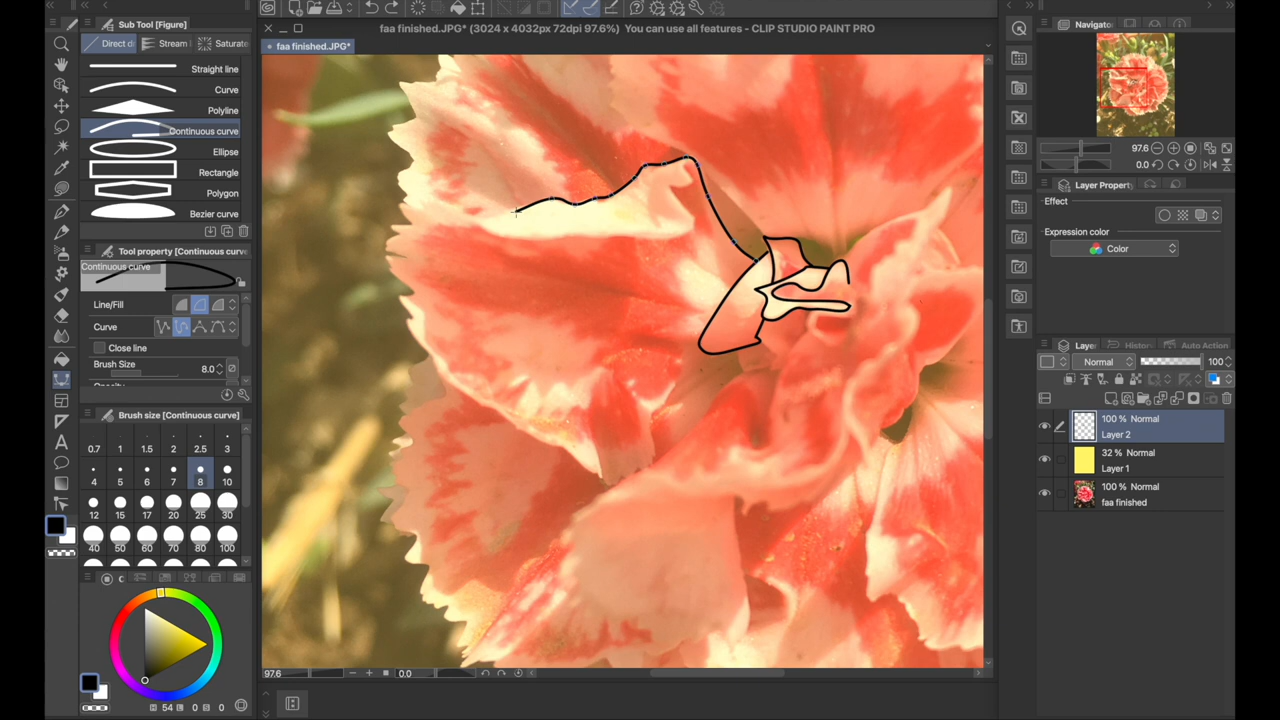 faa finished.JPG* (3024 x 4032px 72dpi 97.6%)  You can use all features - CLIP STUDIO PAINT PRO
faa finished.JPG*
Sub Tool [Figure]
Direct d
Stream
Saturate
Straight line
Curve
Polyline
Continuous curve
Ellipse
Rectangle
Polygon
Bezier curve
Tool property [Continuous curve]
Continuous curve
Line/Fill
Curve
Close line
Brush Size 8.0
Brush size [Continuous curve]
0.7 1 1.5 2 2.5 3
4 5 6 7 8 10
12 15 17 20 25 30
40 50 60 70 80 100
C
H 54 L 0 S 0
97.6
0.0
Navigator
97.6
0.0
Layer Property
Effect
Expression color
Color
Layer
History
Auto Action
Normal 100
100 % Normal
Layer 2
32 % Normal
Layer 1
100 % Normal
faa finished